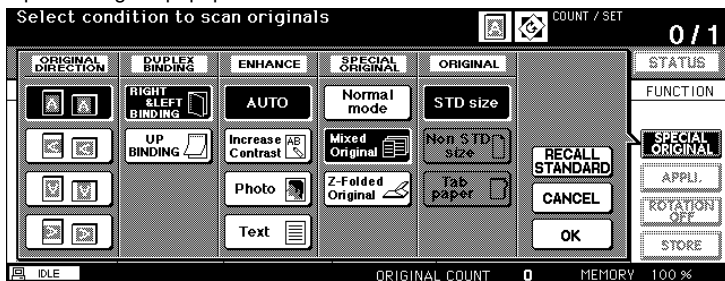 Select condition to scan originals
COUNT / SET
0 / 1
ORIGINAL DIRECTION
DUPLEX BINDING
ENHANCE
SPECIAL ORIGINAL
ORIGINAL
STATUS
FUNCTION
RIGHT &LEFT BINDING
AUTO
Normal mode
STD size
UP BINDING
Increase Contrast
AB
Mixed Original
Non STD size
RECALL STANDARD
SPECIAL ORIGINAL
Photo
Z-Folded Original
Tab paper
CANCEL
APPLI.
ROTATION OFF
Text
OK
STORE
IDLE
ORIGINAL COUNT 0 MEMORY 100 %